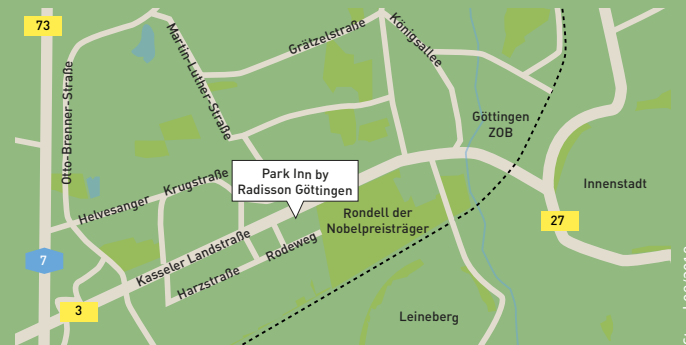 73
Martin-Luther-Straße
Grätzelstraße
Königsallee
Otto-Brenner-Straße
Göttingen
ZOB
Park Inn by
Radisson Göttingen
Krugstraße
Helvesanger
Innenstadt
Rondell der
Nobelpreisträger
27
Kasseler Landstraße
Rodeweg
Harzstraße
7
3
Leineberg